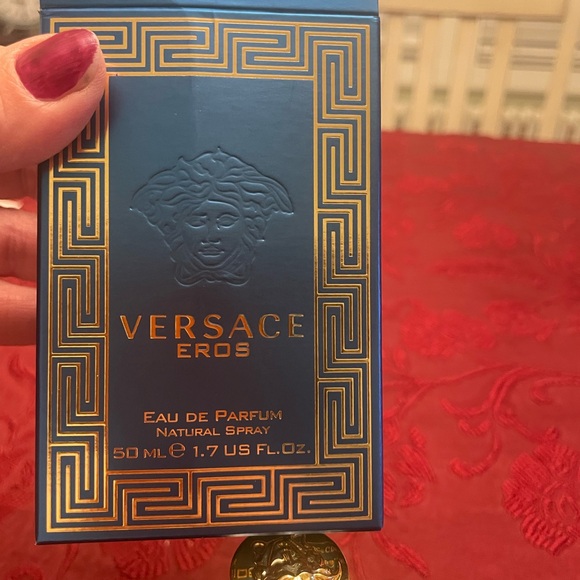 VERSACE
EROS
EAU DE PARFUM
NATURAL SPRAY
50 ML ℮ 1.7 US FL.OZ.